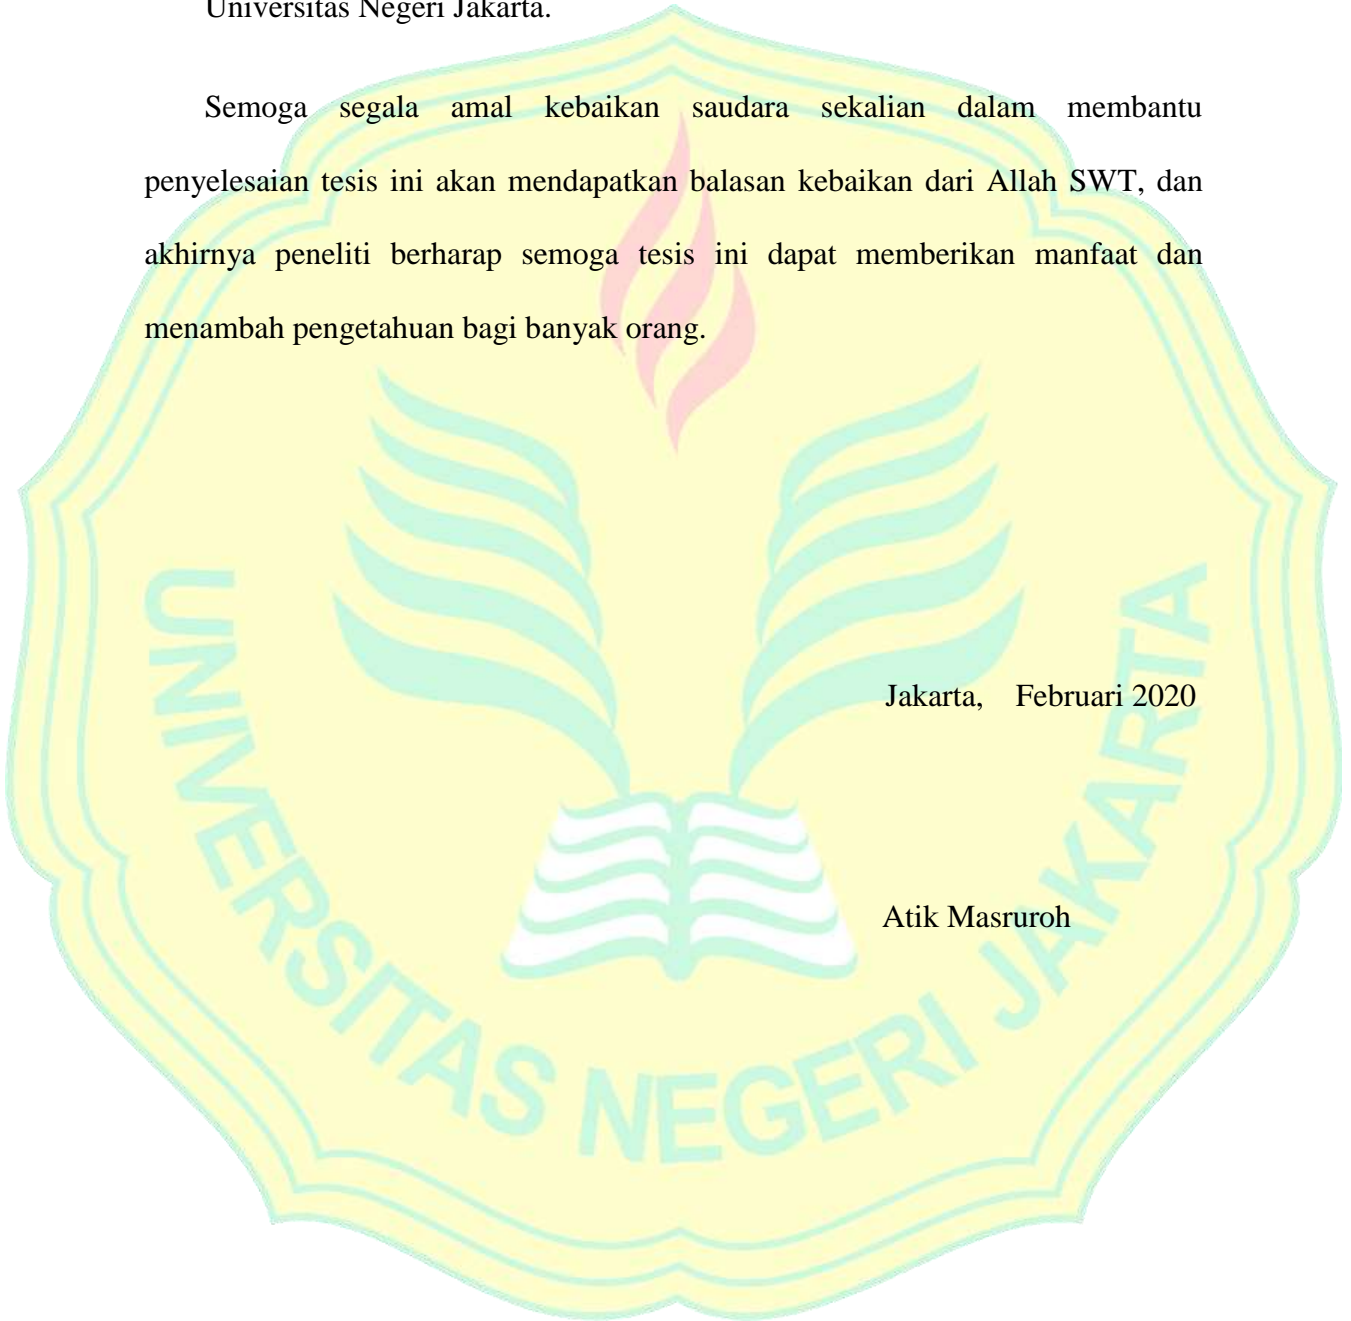 Universitas Negeri Jakarta.
Semoga segala amal kebaikan saudara sekalian dalam membantu
penyelesaian tesis ini akan mendapatkan balasan kebaikan dari Allah SWT, dan
akhirnya peneliti berharap semoga tesis ini dapat memberikan manfaat dan
menambah pengetahuan bagi banyak orang.
Jakarta, Februari 2020
Atik Masruroh
UNIVERSITAS NEGERI JAKARTA